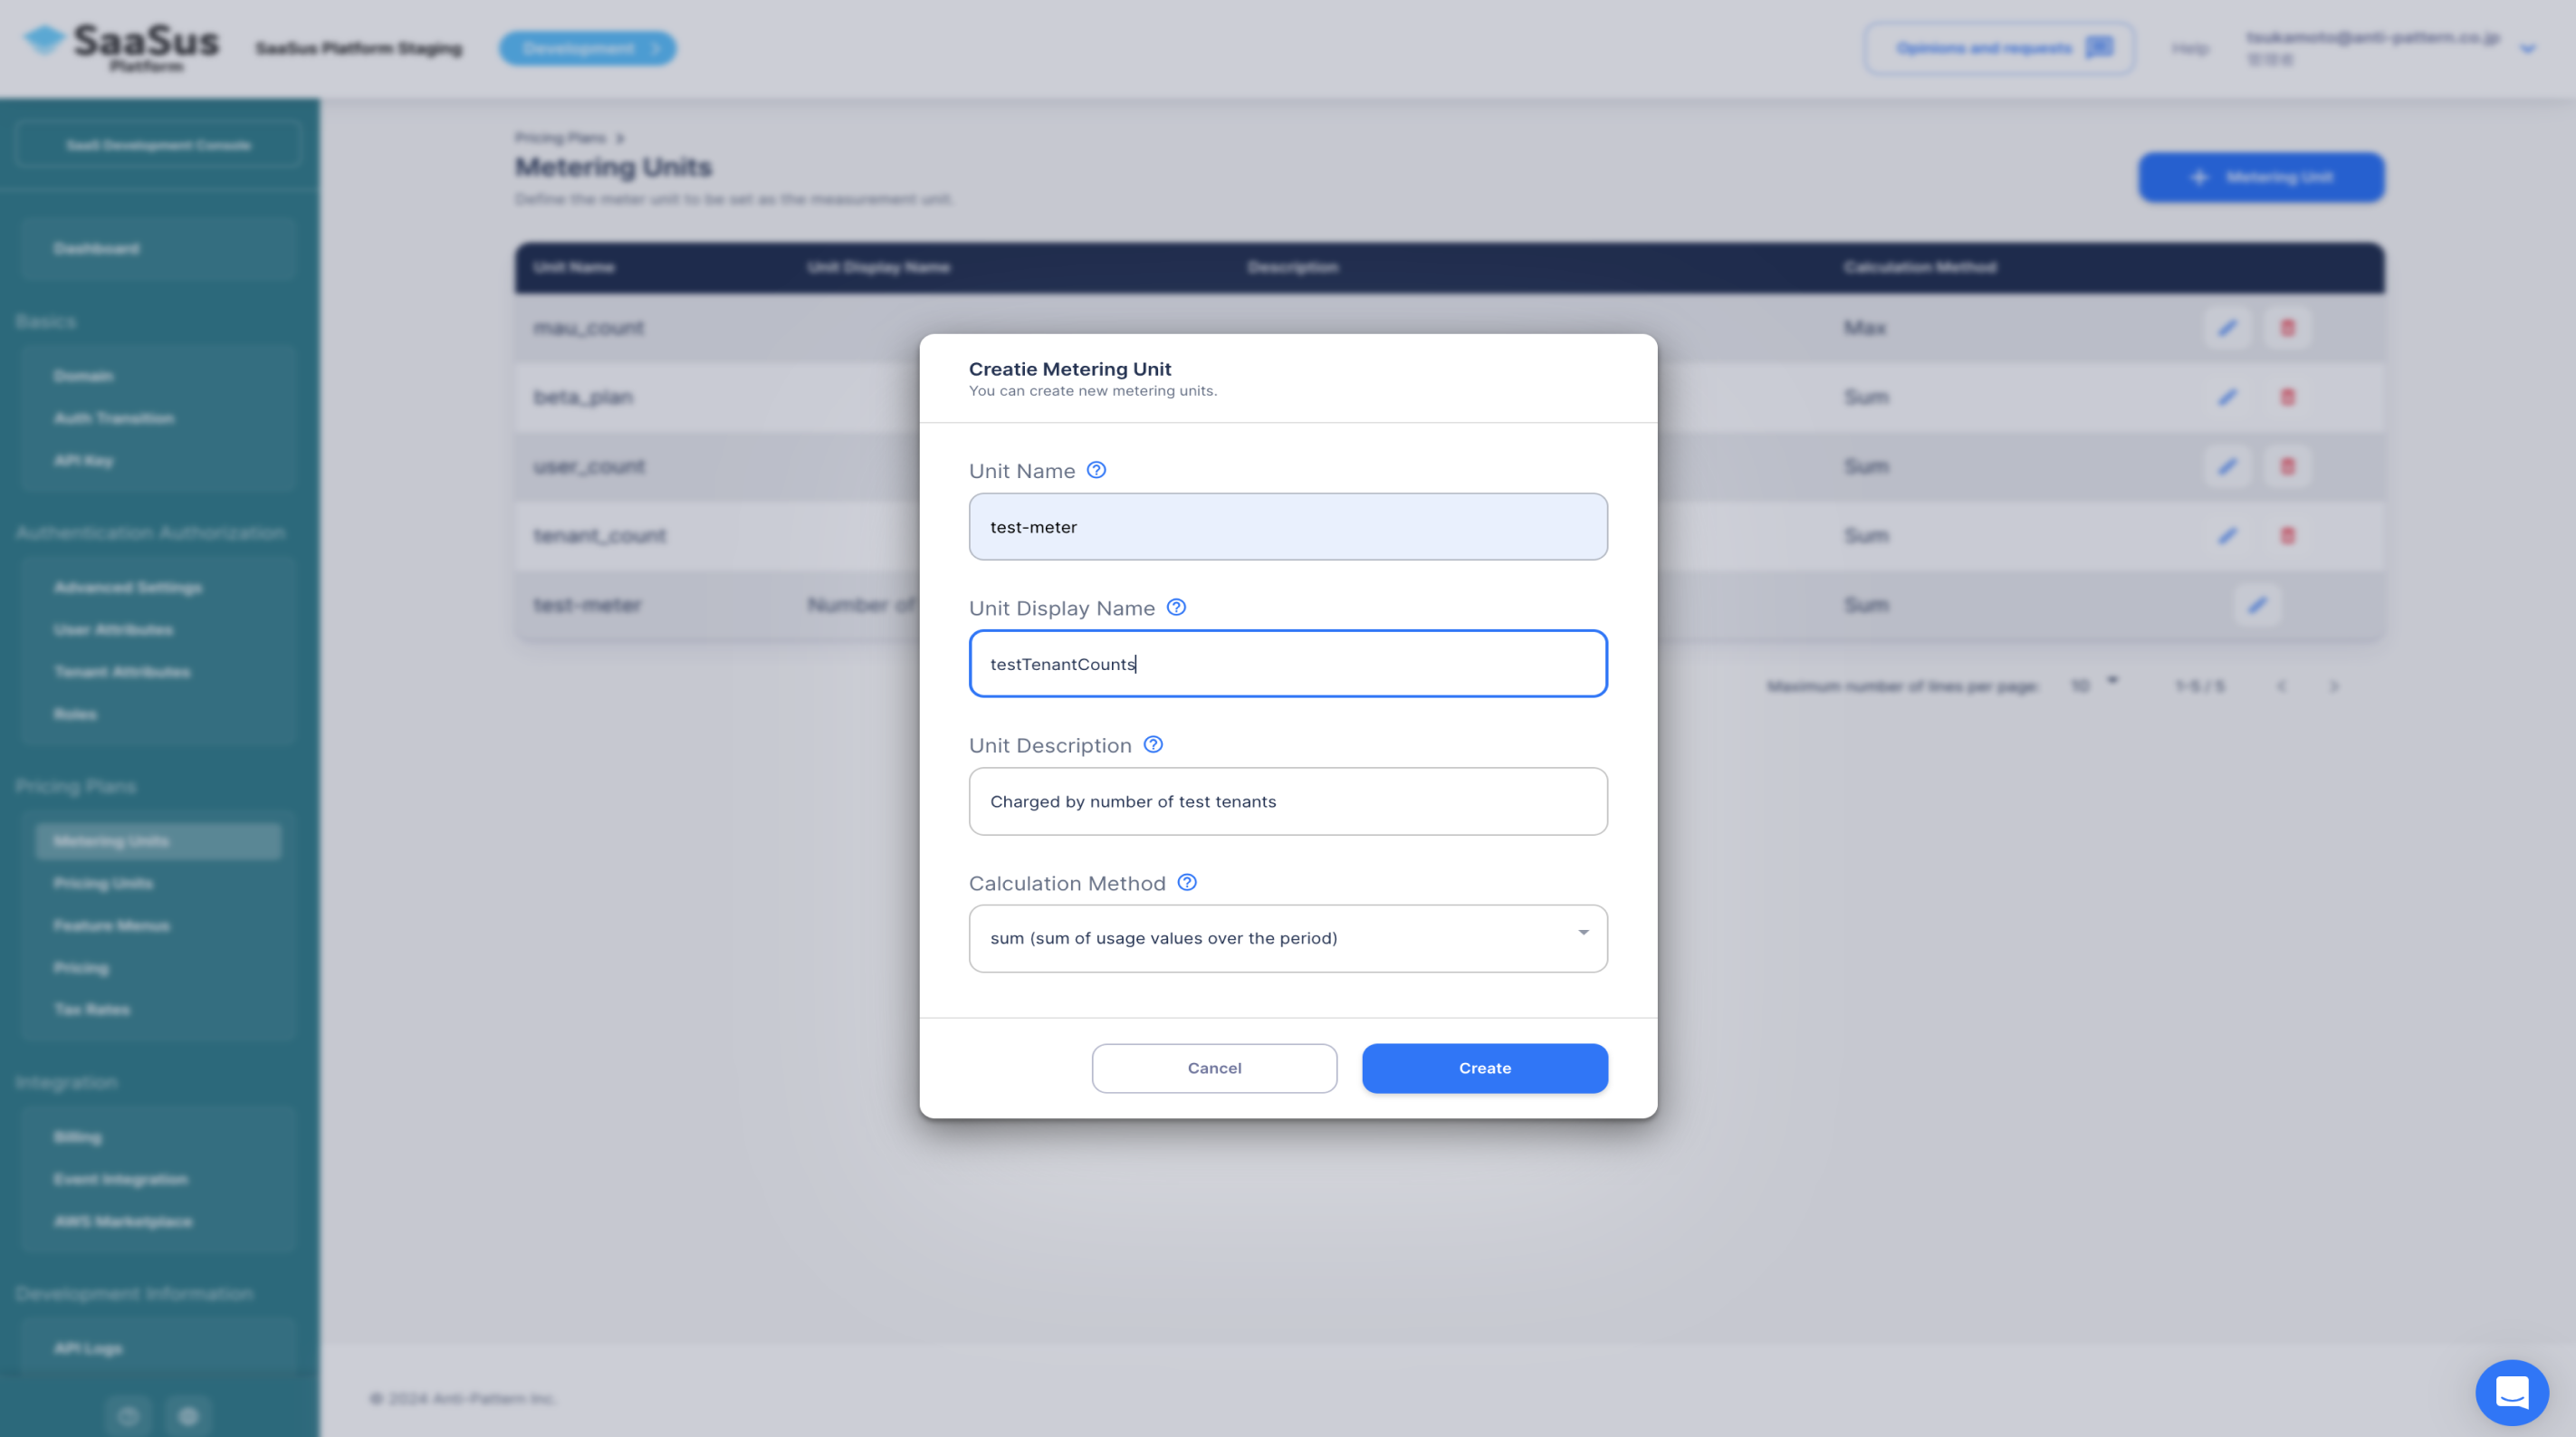 SaaSus
Platform
SaaSus Platform Staging
Development
Opinions and requests
Help
tsukamoto@anti-pattern.co.jp
SaaS Development Console
Dashboard
Basics
Domain
Auth Transition
API Key
Authentication Authorization
Advanced Settings
User Attributes
Tenant Attributes
Roles
Pricing Plans
Metering Units
Pricing Units
Feature Menus
Pricing
Tax Rates
Integration
Billing
Event Integration
AWS Marketplace
Development Information
API Logs
Pricing Plans
Metering Units
Define the meter unit to be set as the measurement unit.
+ Metering Unit
Unit Name Unit Display Name Description Calculation Method
mau_count Max
beta_plan Sum
user_count Sum
tenant_count Sum
test-meter Number of Sum
Maximum number of lines per page: 10 1-5 / 5
Creatie Metering Unit
You can create new metering units.
Unit Name
test-meter
Unit Display Name
testTenantCounts
Unit Description
Charged by number of test tenants
Calculation Method
sum (sum of usage values over the period)
Cancel Create
© 2024 Anti-Pattern Inc.